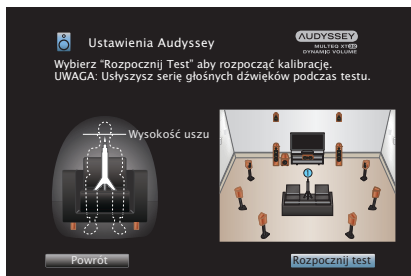 Ustawienia Audyssey
AUDYSSEY
MULTEQ XT32
DYNAMIC VOLUME
Wybierz "Rozpocznij Test" aby rozpocząć kalibrację.
UWAGA: Usłyszysz serię głośnych dźwięków podczas testu.
Wysokość uszu
Powrót
Rozpocznij test